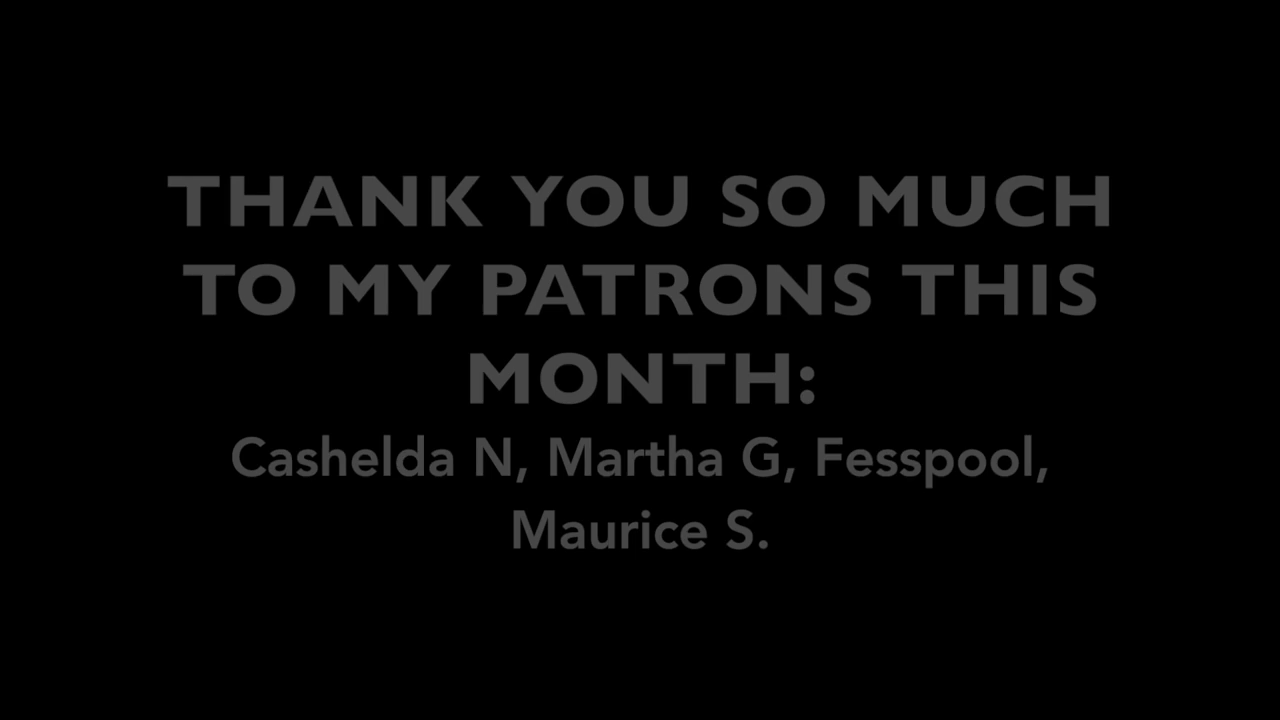 THANK YOU SO MUCH
TO MY PATRONS THIS
MONTH:
Cashelda N, Martha G, Fesspool,
Maurice S.